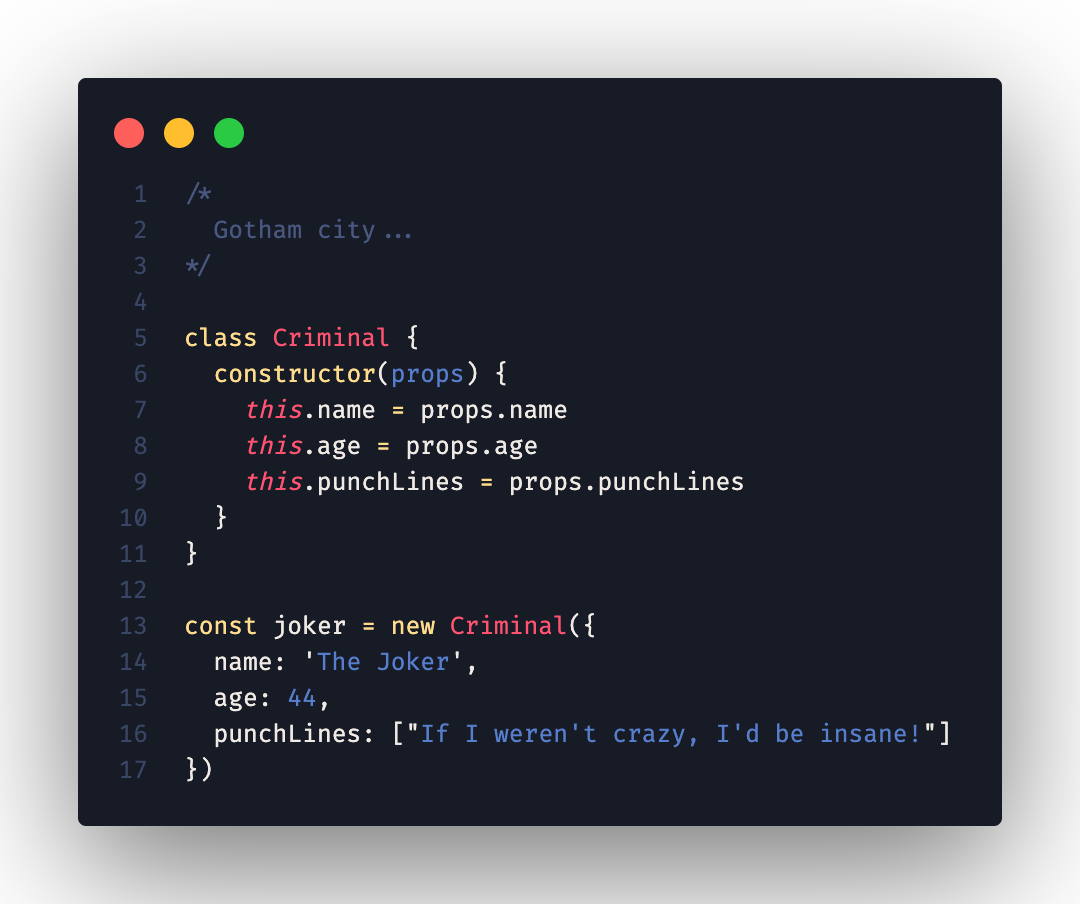 1 /*
2   Gotham city...
3 */
4
5 class Criminal {
6   constructor(props) {
7     this.name = props.name
8     this.age = props.age
9     this.punchLines = props.punchLines
10   }
11 }
12
13 const joker = new Criminal({
14   name: 'The Joker',
15   age: 44,
16   punchLines: ["If I weren't crazy, I'd be insane!"]
17 })